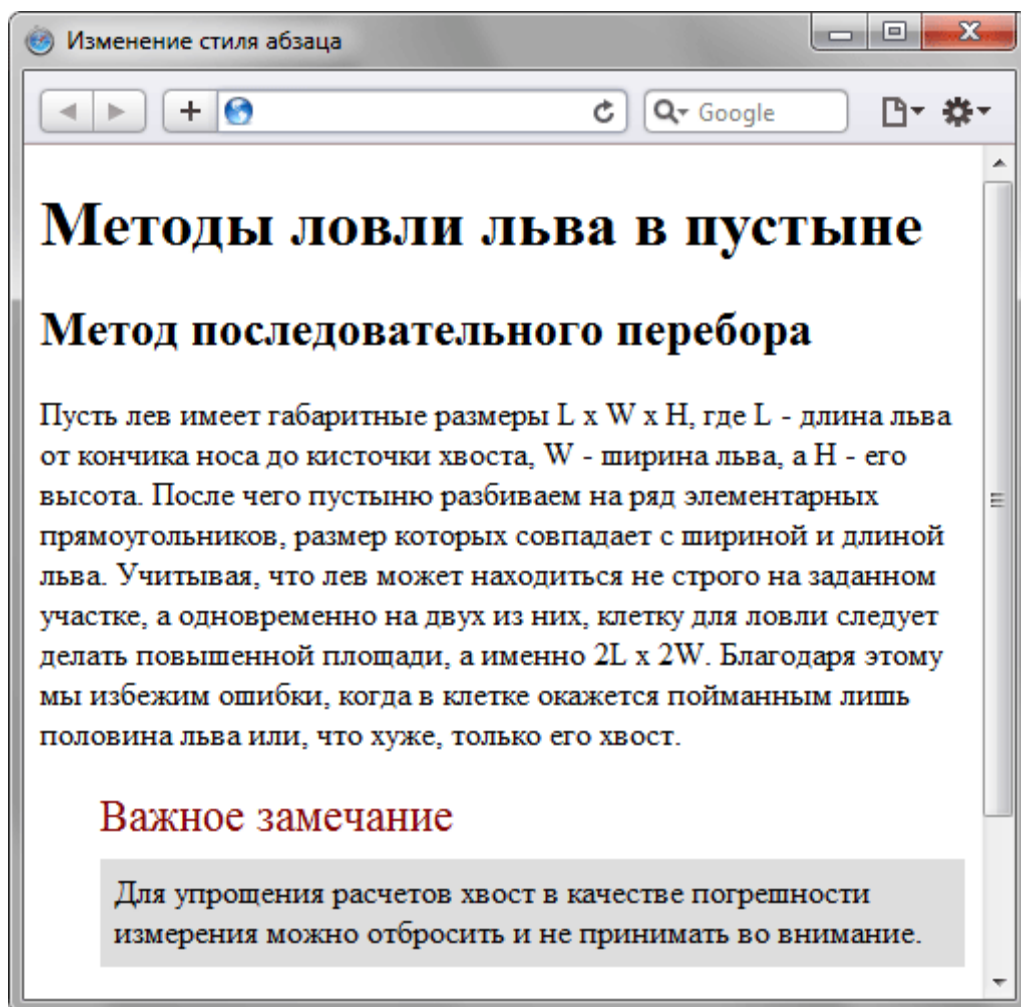 Изменение стиля абзаца
Google
Методы ловли льва в пустыне
Метод последовательного перебора
Пусть лев имеет габаритные размеры L x W x H, где L - длина льва
от кончика носа до кисточки хвоста, W - ширина льва, а H - его
высота. После чего пустыню разбиваем на ряд элементарных
прямоугольников, размер которых совпадает с шириной и длиной
льва. Учитывая, что лев может находиться не строго на заданном
участке, а одновременно на двух из них, клетку для ловли следует
делать повышенной площади, а именно 2L x 2W. Благодаря этому
мы избежим ошибки, когда в клетке окажется пойманным лишь
половина льва или, что хуже, только его хвост.
Важное замечание
Для упрощения расчетов хвост в качестве погрешности
измерения можно отбросить и не принимать во внимание.